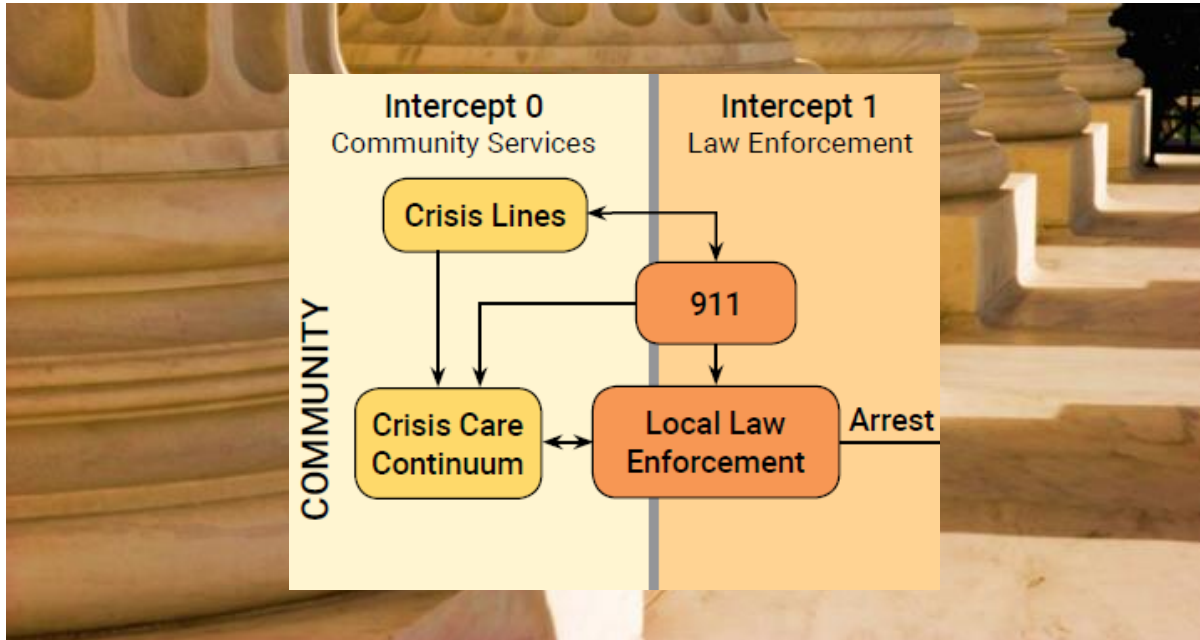 Intercept 0
Community Services
Intercept 1
Law Enforcement
Crisis Lines
911
COMMUNITY
Crisis Care
Continuum
Local Law
Enforcement
Arrest